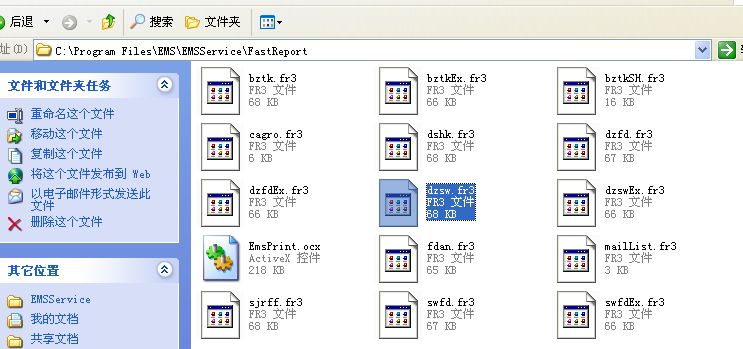 后退 搜索 文件夹
址(D) C:\Program Files\EMS\EMSService\FastReport
文件和文件夹任务
重命名这个文件
移动这个文件
复制这个文件
将这个文件发布到 Web
以电子邮件形式发送此
文件
删除这个文件
其它位置
EMSService
我的文档
共享文档
bztk.fr3
FR3 文件
68 KB
bztkEx.fr3
FR3 文件
66 KB
bztkSH.fr3
FR3 文件
16 KB
cagro.fr3
FR3 文件
6 KB
dshk.fr3
FR3 文件
68 KB
dzfd.fr3
FR3 文件
67 KB
dzfdEx.fr3
FR3 文件
66 KB
dzsw.fr3
FR3 文件
68 KB
dzswEx.fr3
FR3 文件
66 KB
EmsPrint.ocx
ActiveX 控件
218 KB
fdan.fr3
FR3 文件
65 KB
mailList.fr3
FR3 文件
3 KB
sjrff.fr3
FR3 文件
68 KB
swfd.fr3
FR3 文件
67 KB
swfdEx.fr3
FR3 文件
66 KB